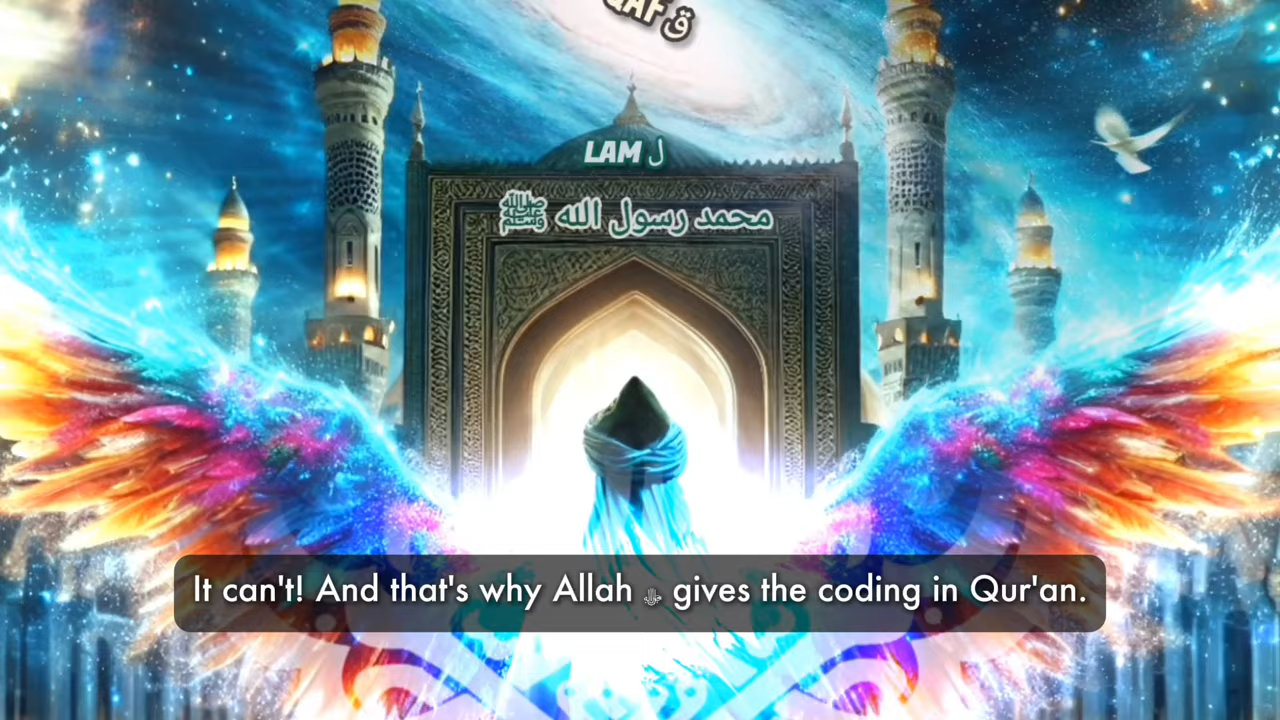 QAF ق
LAM ل
محمد رسول الله ﷺ
It can't! And that's why Allah ﷻ gives the coding in Qur'an.